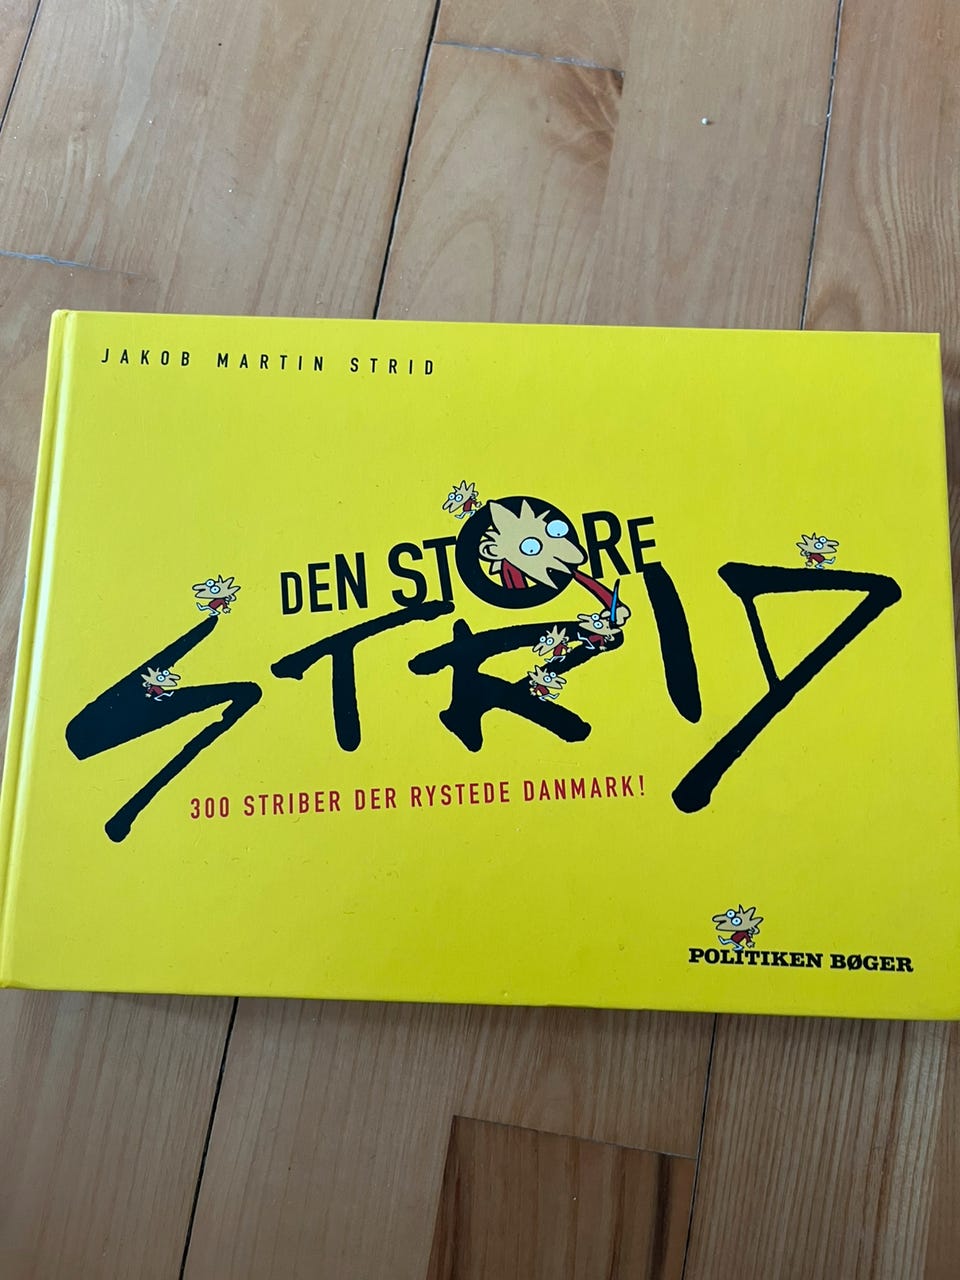 JAKOB MARTIN STRID
DEN STORE
STRID
300 STRIBER DER RYSTEDE DANMARK!
POLITIKEN BØGER